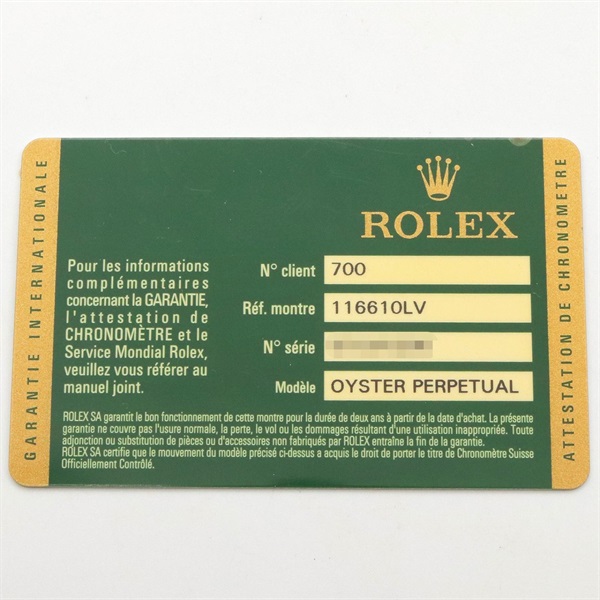 GARANTIE INTERNATIONALE
ROLEX
Pour les informations
complémentaires
concernant la GARANTIE,
l'attestation de
CHRONOMÈTRE et le
Service Mondial Rolex,
veuillez vous référer au
manuel joint.
N° client 700
Réf. montre 116610LV
N° série
Modèle OYSTER PERPETUAL
ROLEX SA garantit le bon fonctionnement de cette montre pour la durée de deux ans à partir de la date d'achat. La présente
garantie ne couvre pas l'usure normale, la perte, le vol ou les dommages résultant d'une utilisation inappropriée. Toute
adjonction ou substitution de pièces ou d'accessoires non fabriqués par ROLEX entraîne la fin de la garantie.
ROLEX SA certifie que le mouvement du modèle précisé ci-dessus a acquis le droit de porter le titre de Chronomètre Suisse
Officiellement Contrôlé.
ATTESTATION DE CHRONOMETRE